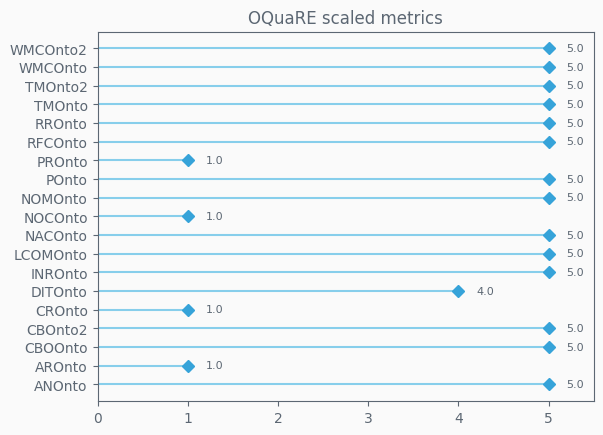 OQuaRE scaled metrics
WMCOnto2 5.0
WMCOnto 5.0
TMOnto2 5.0
TMOnto 5.0
RROnto 5.0
RFCOnto 5.0
PROnto 1.0
POnto 5.0
NOMOnto 5.0
NOCOnto 1.0
NACOnto 5.0
LCOMOnto 5.0
INROnto 5.0
DITOnto 4.0
CROnto 1.0
CBOnto2 5.0
CBOOnto 5.0
AROnto 1.0
ANOnto 5.0
0 1 2 3 4 5